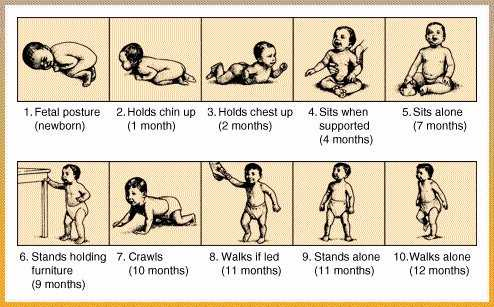 1. Fetal posture
(newborn)
2. Holds chin up
(1 month)
3. Holds chest up
(2 months)
4. Sits when
supported
(4 months)
5. Sits alone
(7 months)
6. Stands holding
furniture
(9 months)
7. Crawls
(10 months)
8. Walks if led
(11 months)
9. Stands alone
(11 months)
10. Walks alone
(12 months)